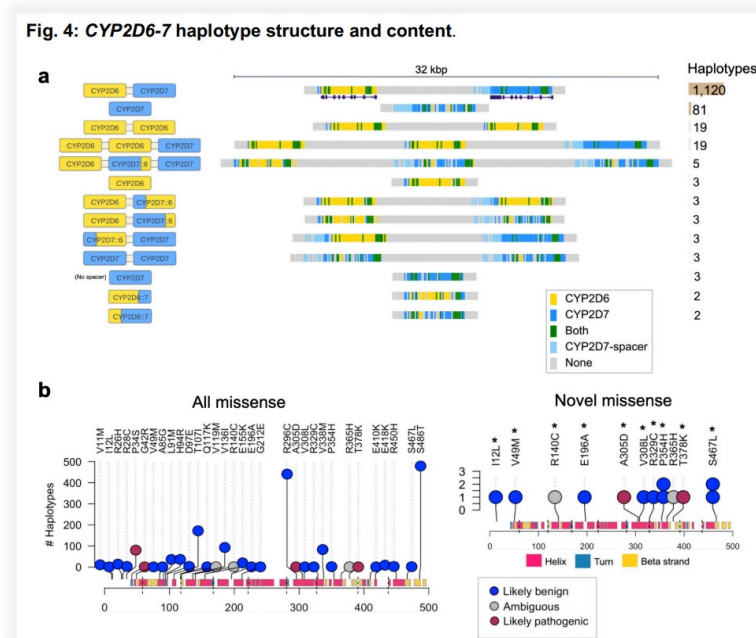 Fig. 4: CYP2D6-7 haplotype structure and content.
a
32 kbp
Haplotypes
CYP2D6 CYP2D7 1,120
CYP2D7 81
CYP2D6 CYP2D6 19
CYP2D6 CYP2D6 CYP2D7 19
CYP2D6 CYP2D7::6 CYP2D7 5
CYP2D6 3
CYP2D6 CYP2D7::6 3
CYP2D6 CYP2D7::6 3
CYP2D7::6 CYP2D7 3
CYP2D7 CYP2D7 3
(No spacer) CYP2D7 3
CYP2D6::7 2
CYP2D6::7 2
CYP2D6
CYP2D7
Both
CYP2D7-spacer
None
b
All missense
V11M I12L R26H R28C P34S G42R V49M A85G L91M H94R D97E T107I Q117K V119M V136I R140C E155K E196A G212E R296C A305D V308L R329C V338M P354H R365H T378K E410K E418K R450H S467L S486T
# Haplotypes
500
400
300
200
100
0
0 100 200 300 400 500
Novel missense
I12L * V49M * R140C * E196A * A305D * V308L * R329C * P354H * R365H T378K * S467L *
3
2
1
0
0 100 200 300 400 500
Helix Turn Beta strand
Likely benign
Ambiguous
Likely pathogenic